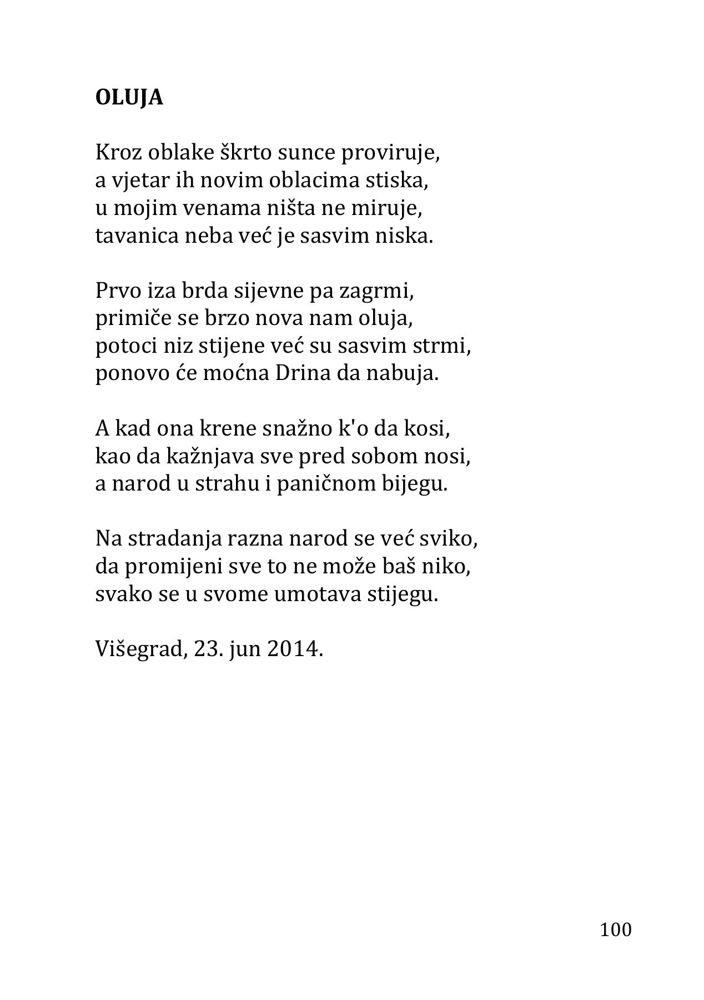 OLUJA
Kroz oblake škrto sunce proviruje,
a vjetar ih novim oblacima stiska,
u mojim venama ništa ne miruje,
tavanica neba već je sasvim niska.
Prvo iza brda sijevne pa zagrmi,
primiče se brzo nova nam oluja,
potoci niz stijene već su sasvim strmi,
ponovo će moćna Drina da nabuja.
A kad ona krene snažno k'o da kosi,
kao da kažnjava sve pred sobom nosi,
a narod u strahu i paničnom bijegu.
Na stradanja razna narod se već sviko,
da promijeni sve to ne može baš niko,
svako se u svome umotava stijegu.
Višegrad, 23. jun 2014.
100